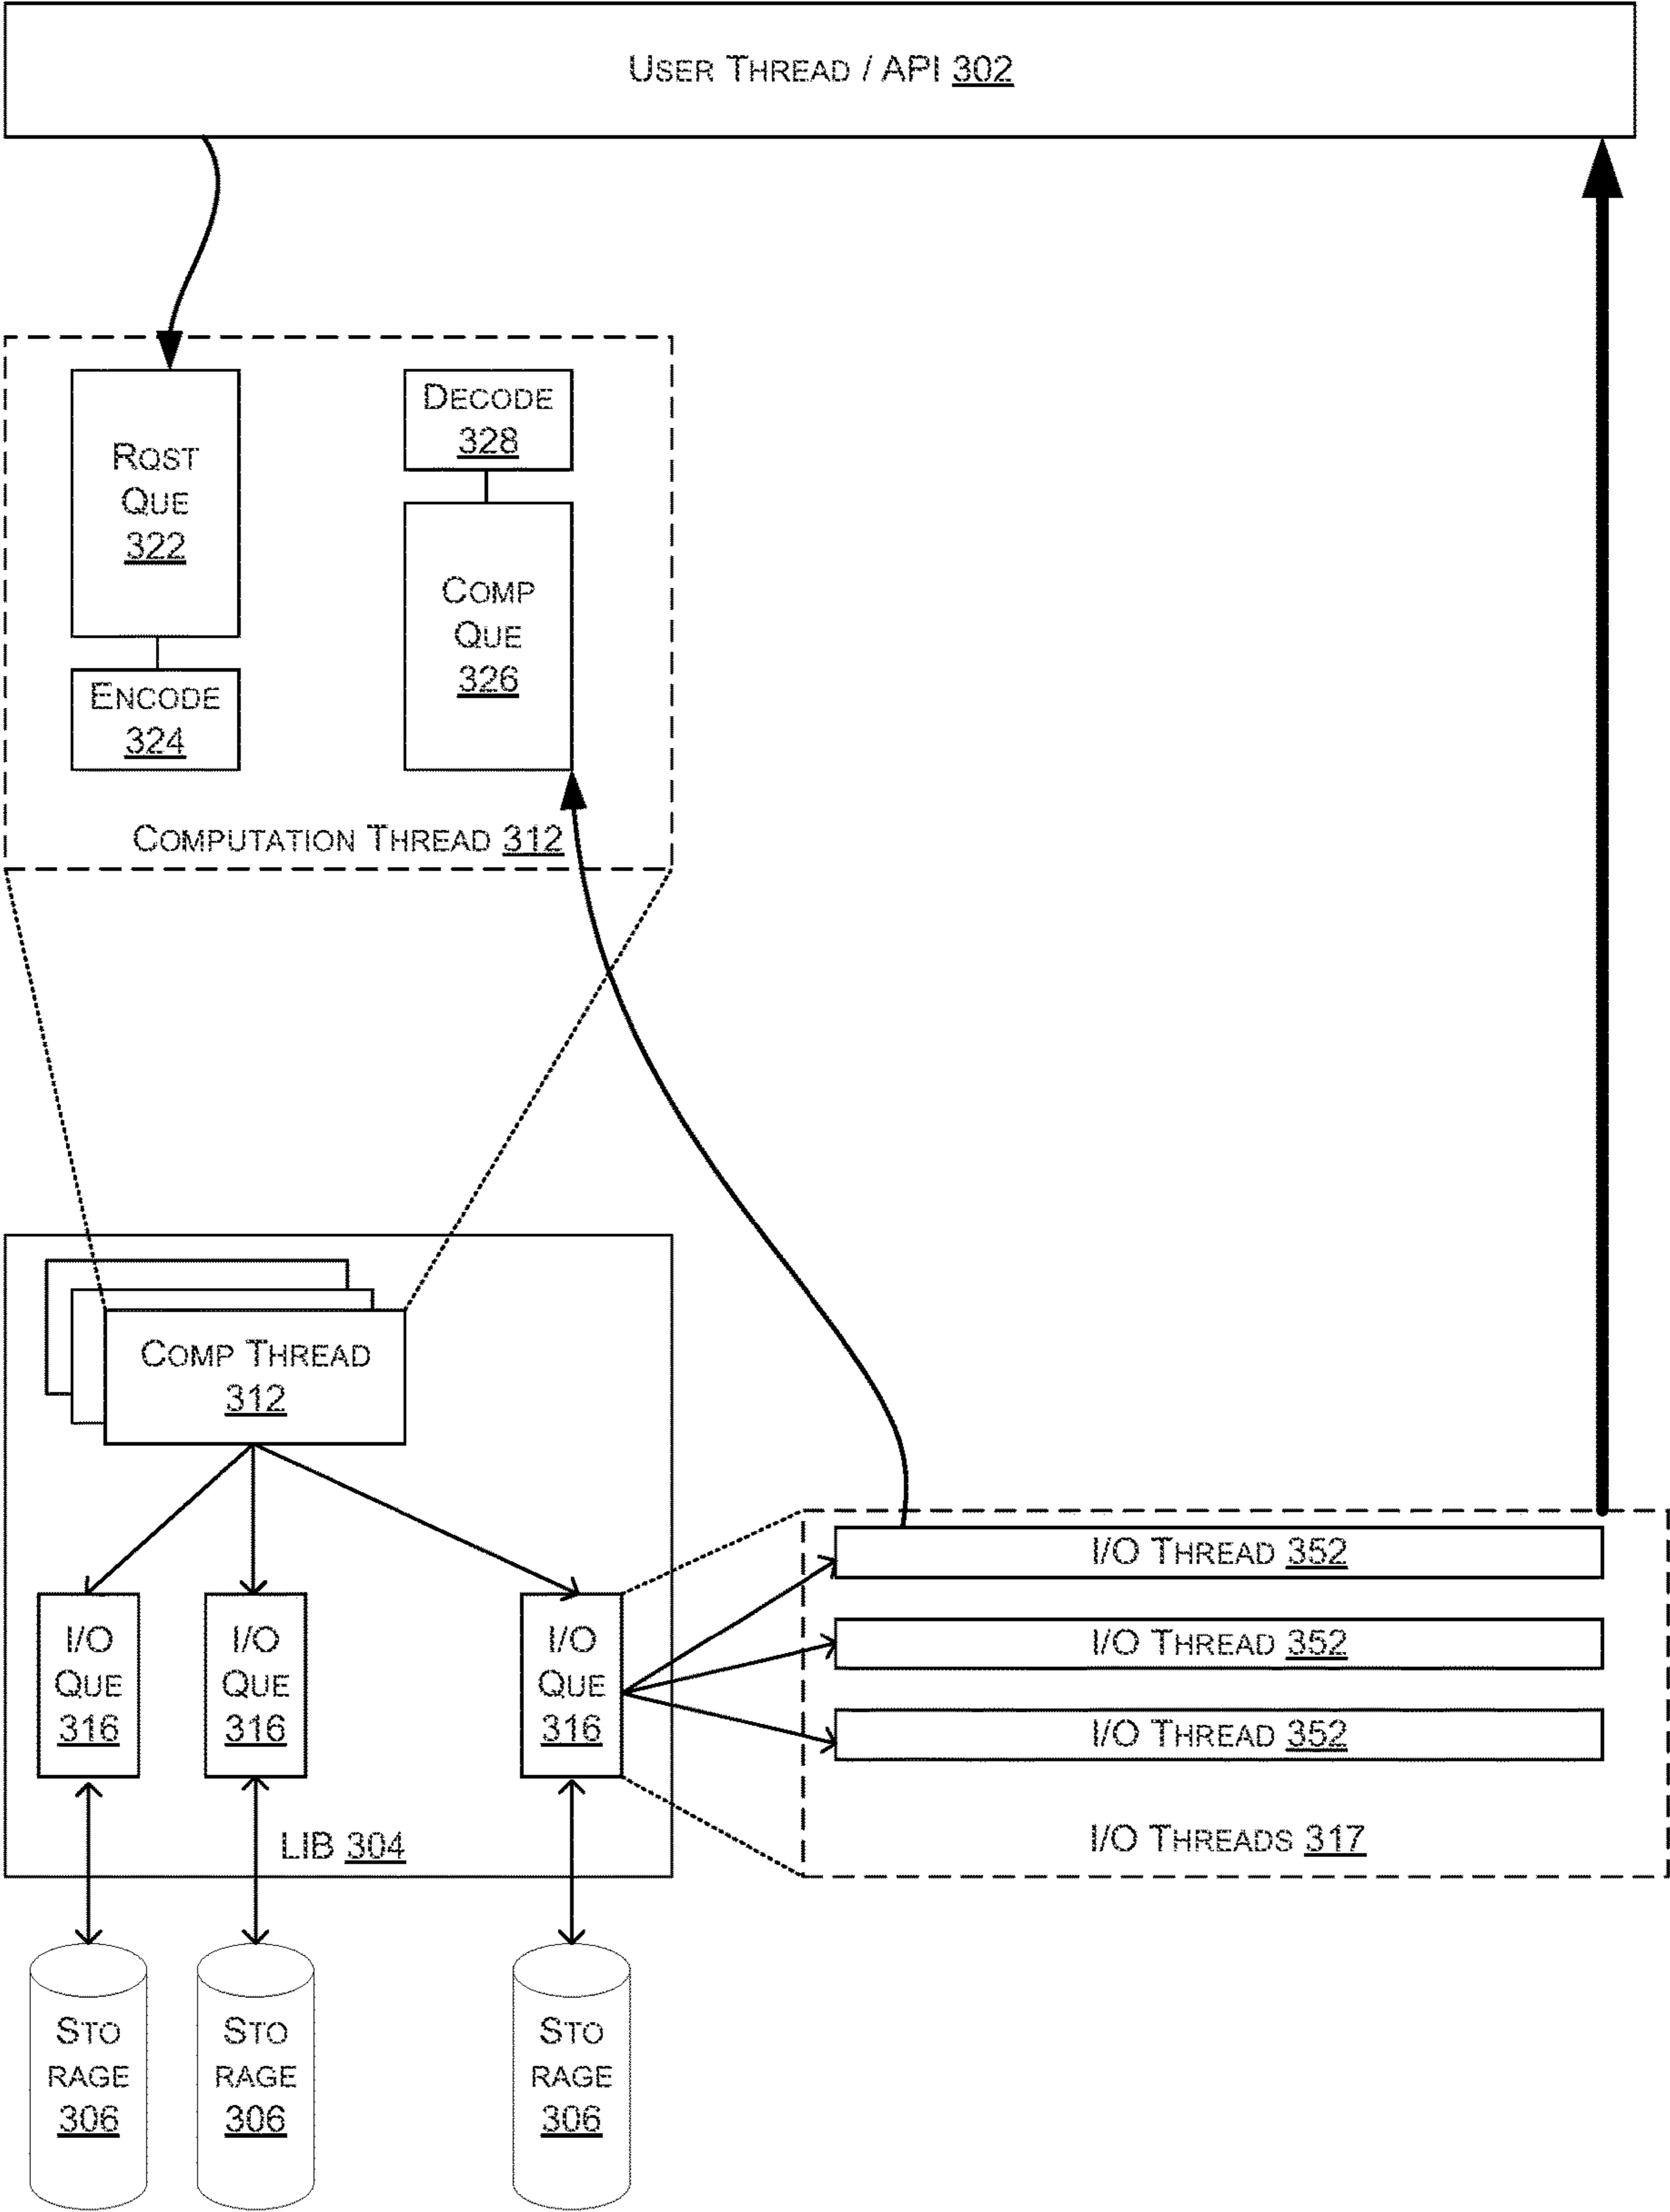 USER THREAD / API 302
RQST
QUE
322
ENCODE
324
DECODE
328
COMP
QUE
326
COMPUTATION THREAD 312
COMP THREAD
312
I/O
QUE
316
I/O
QUE
316
I/O
QUE
316
LIB 304
I/O THREAD 352
I/O THREAD 352
I/O THREAD 352
I/O THREADS 317
STO
RAGE
306
STO
RAGE
306
STO
RAGE
306